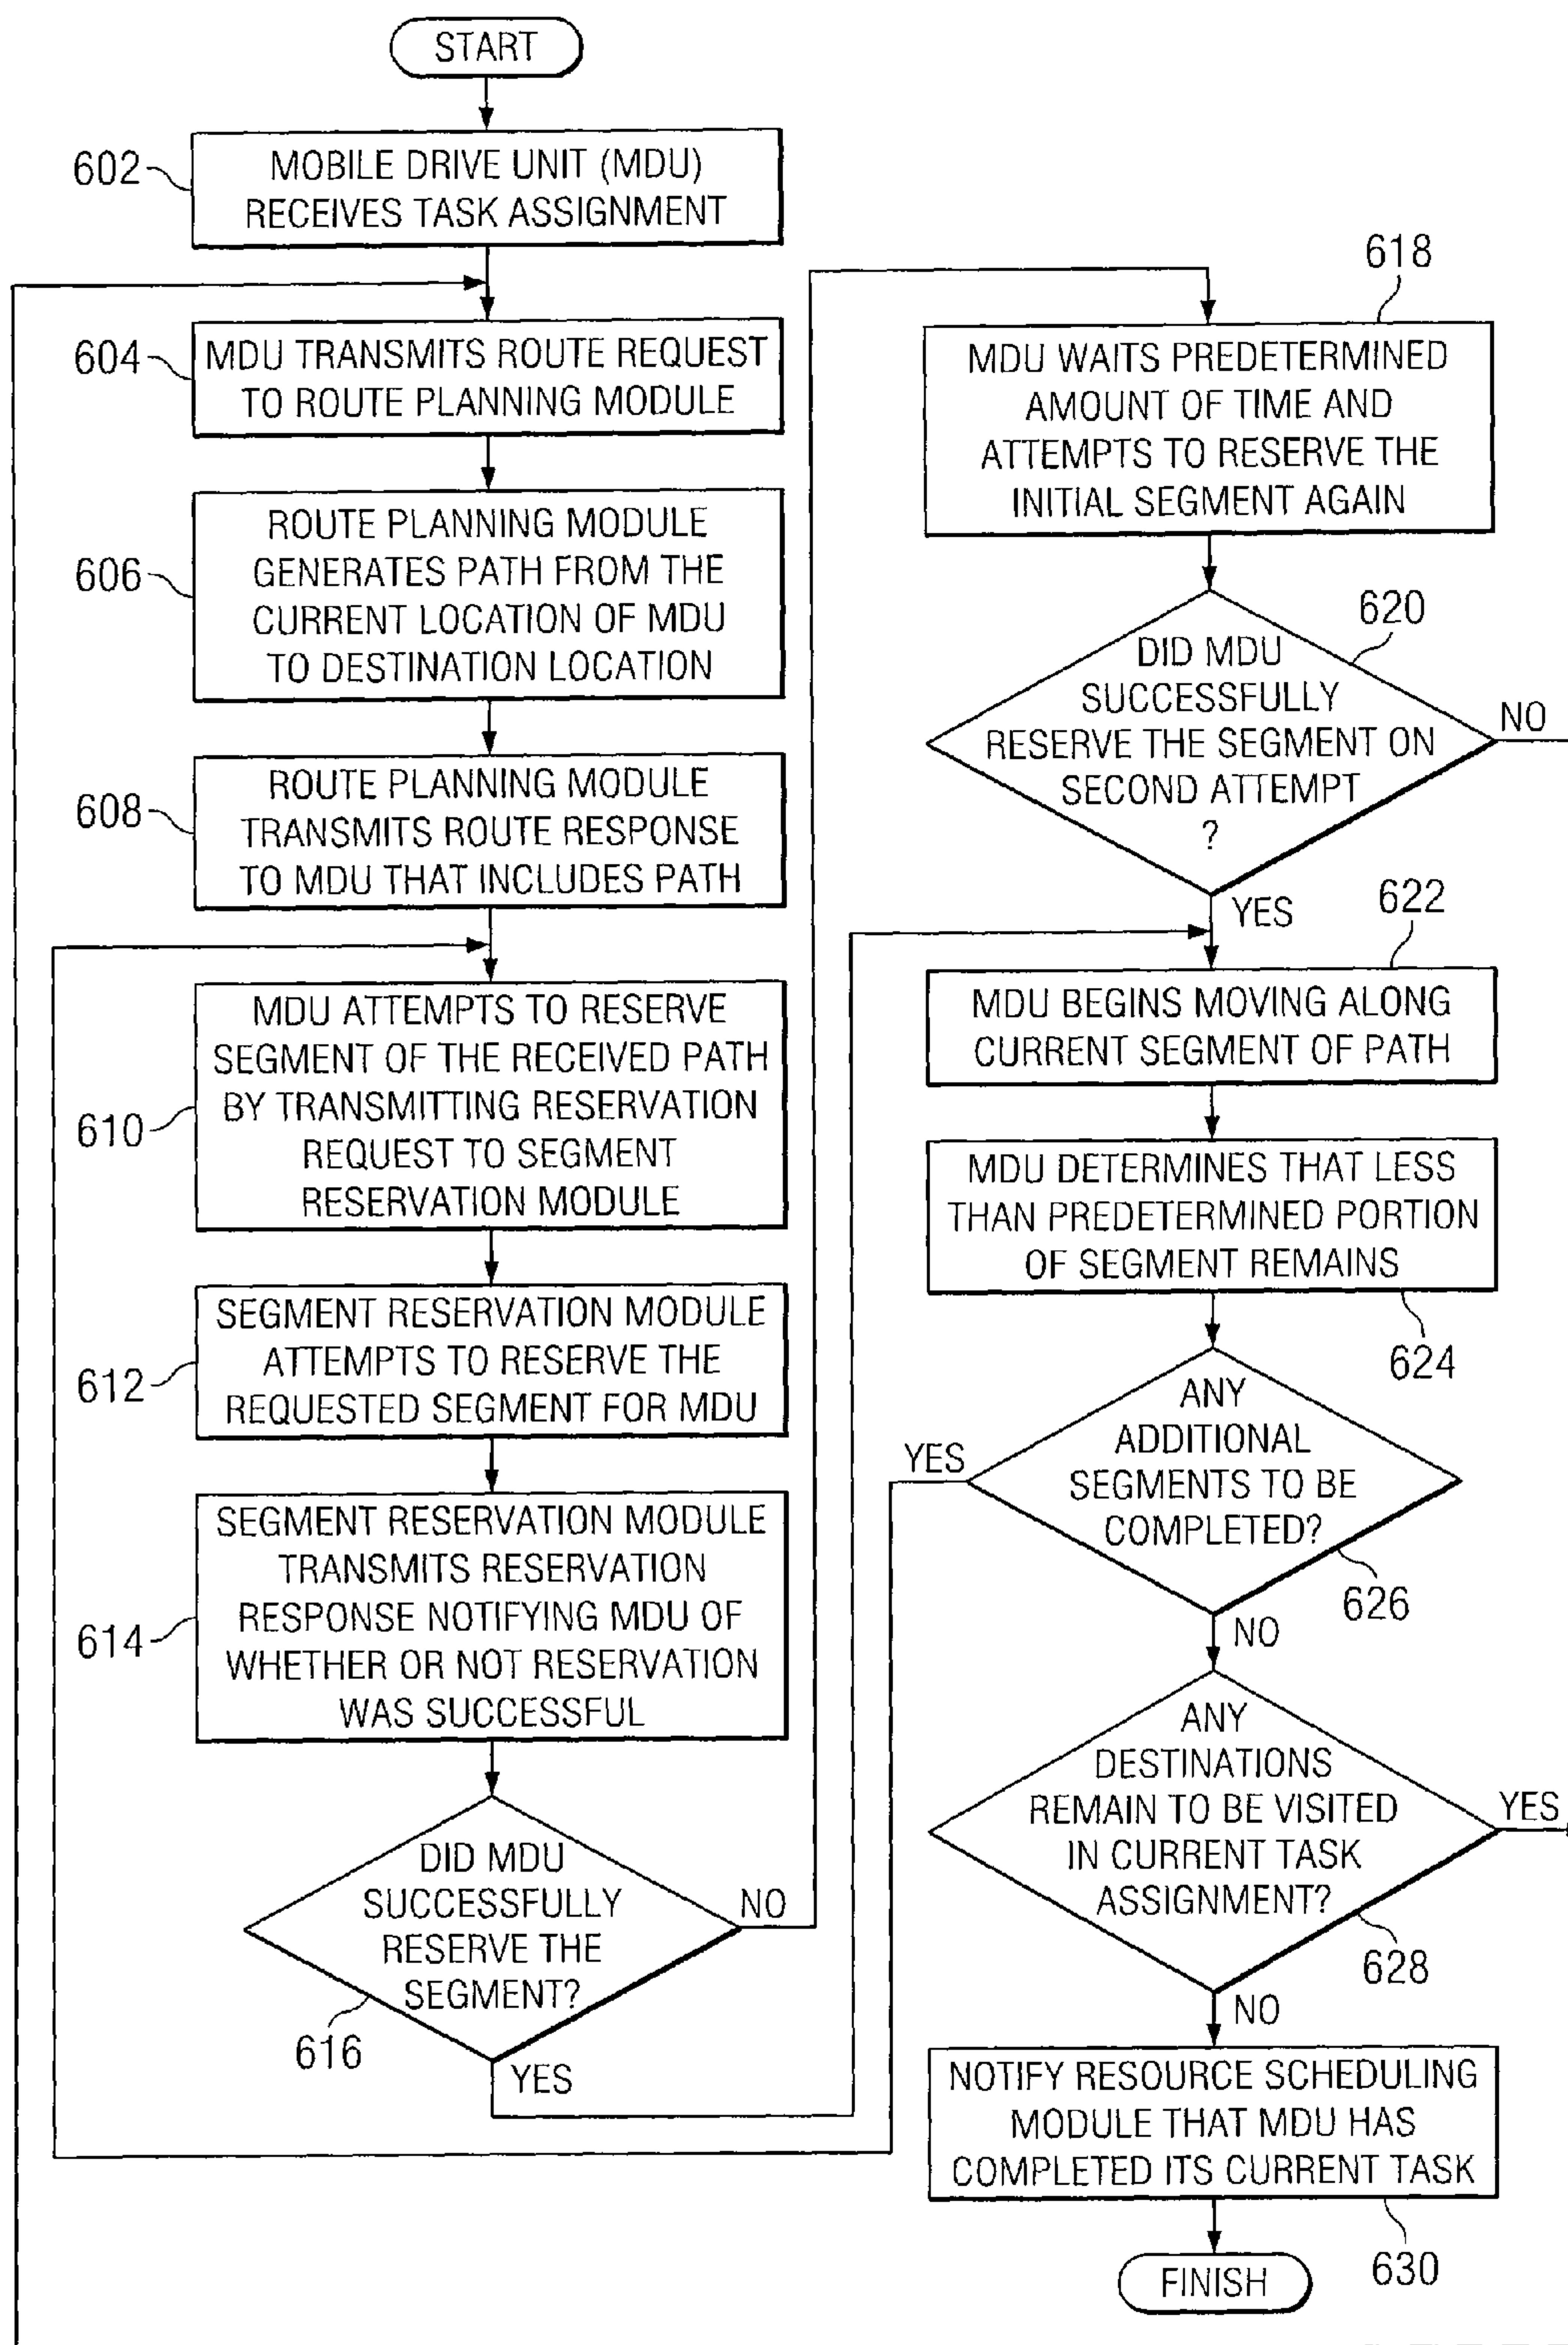 START
602
MOBILE DRIVE UNIT (MDU)
RECEIVES TASK ASSIGNMENT
604
MDU TRANSMITS ROUTE REQUEST
TO ROUTE PLANNING MODULE
606
ROUTE PLANNING MODULE
GENERATES PATH FROM THE
CURRENT LOCATION OF MDU
TO DESTINATION LOCATION
608
ROUTE PLANNING MODULE
TRANSMITS ROUTE RESPONSE
TO MDU THAT INCLUDES PATH
610
MDU ATTEMPTS TO RESERVE
SEGMENT OF THE RECEIVED PATH
BY TRANSMITTING RESERVATION
REQUEST TO SEGMENT
RESERVATION MODULE
612
SEGMENT RESERVATION MODULE
ATTEMPTS TO RESERVE THE
REQUESTED SEGMENT FOR MDU
614
SEGMENT RESERVATION MODULE
TRANSMITS RESERVATION
RESPONSE NOTIFYING MDU OF
WHETHER OR NOT RESERVATION
WAS SUCCESSFUL
DID MDU
SUCCESSFULLY
RESERVE THE
SEGMENT?
NO
616
YES
618
MDU WAITS PREDETERMINED
AMOUNT OF TIME AND
ATTEMPTS TO RESERVE THE
INITIAL SEGMENT AGAIN
620
DID MDU
SUCCESSFULLY
RESERVE THE SEGMENT ON
SECOND ATTEMPT
?
NO
YES
622
MDU BEGINS MOVING ALONG
CURRENT SEGMENT OF PATH
MDU DETERMINES THAT LESS
THAN PREDETERMINED PORTION
OF SEGMENT REMAINS
624
ANY
ADDITIONAL
SEGMENTS TO BE
COMPLETED?
YES
626
NO
ANY
DESTINATIONS
REMAIN TO BE VISITED
IN CURRENT TASK
ASSIGNMENT?
YES
628
NO
NOTIFY RESOURCE SCHEDULING
MODULE THAT MDU HAS
COMPLETED ITS CURRENT TASK
630
FINISH